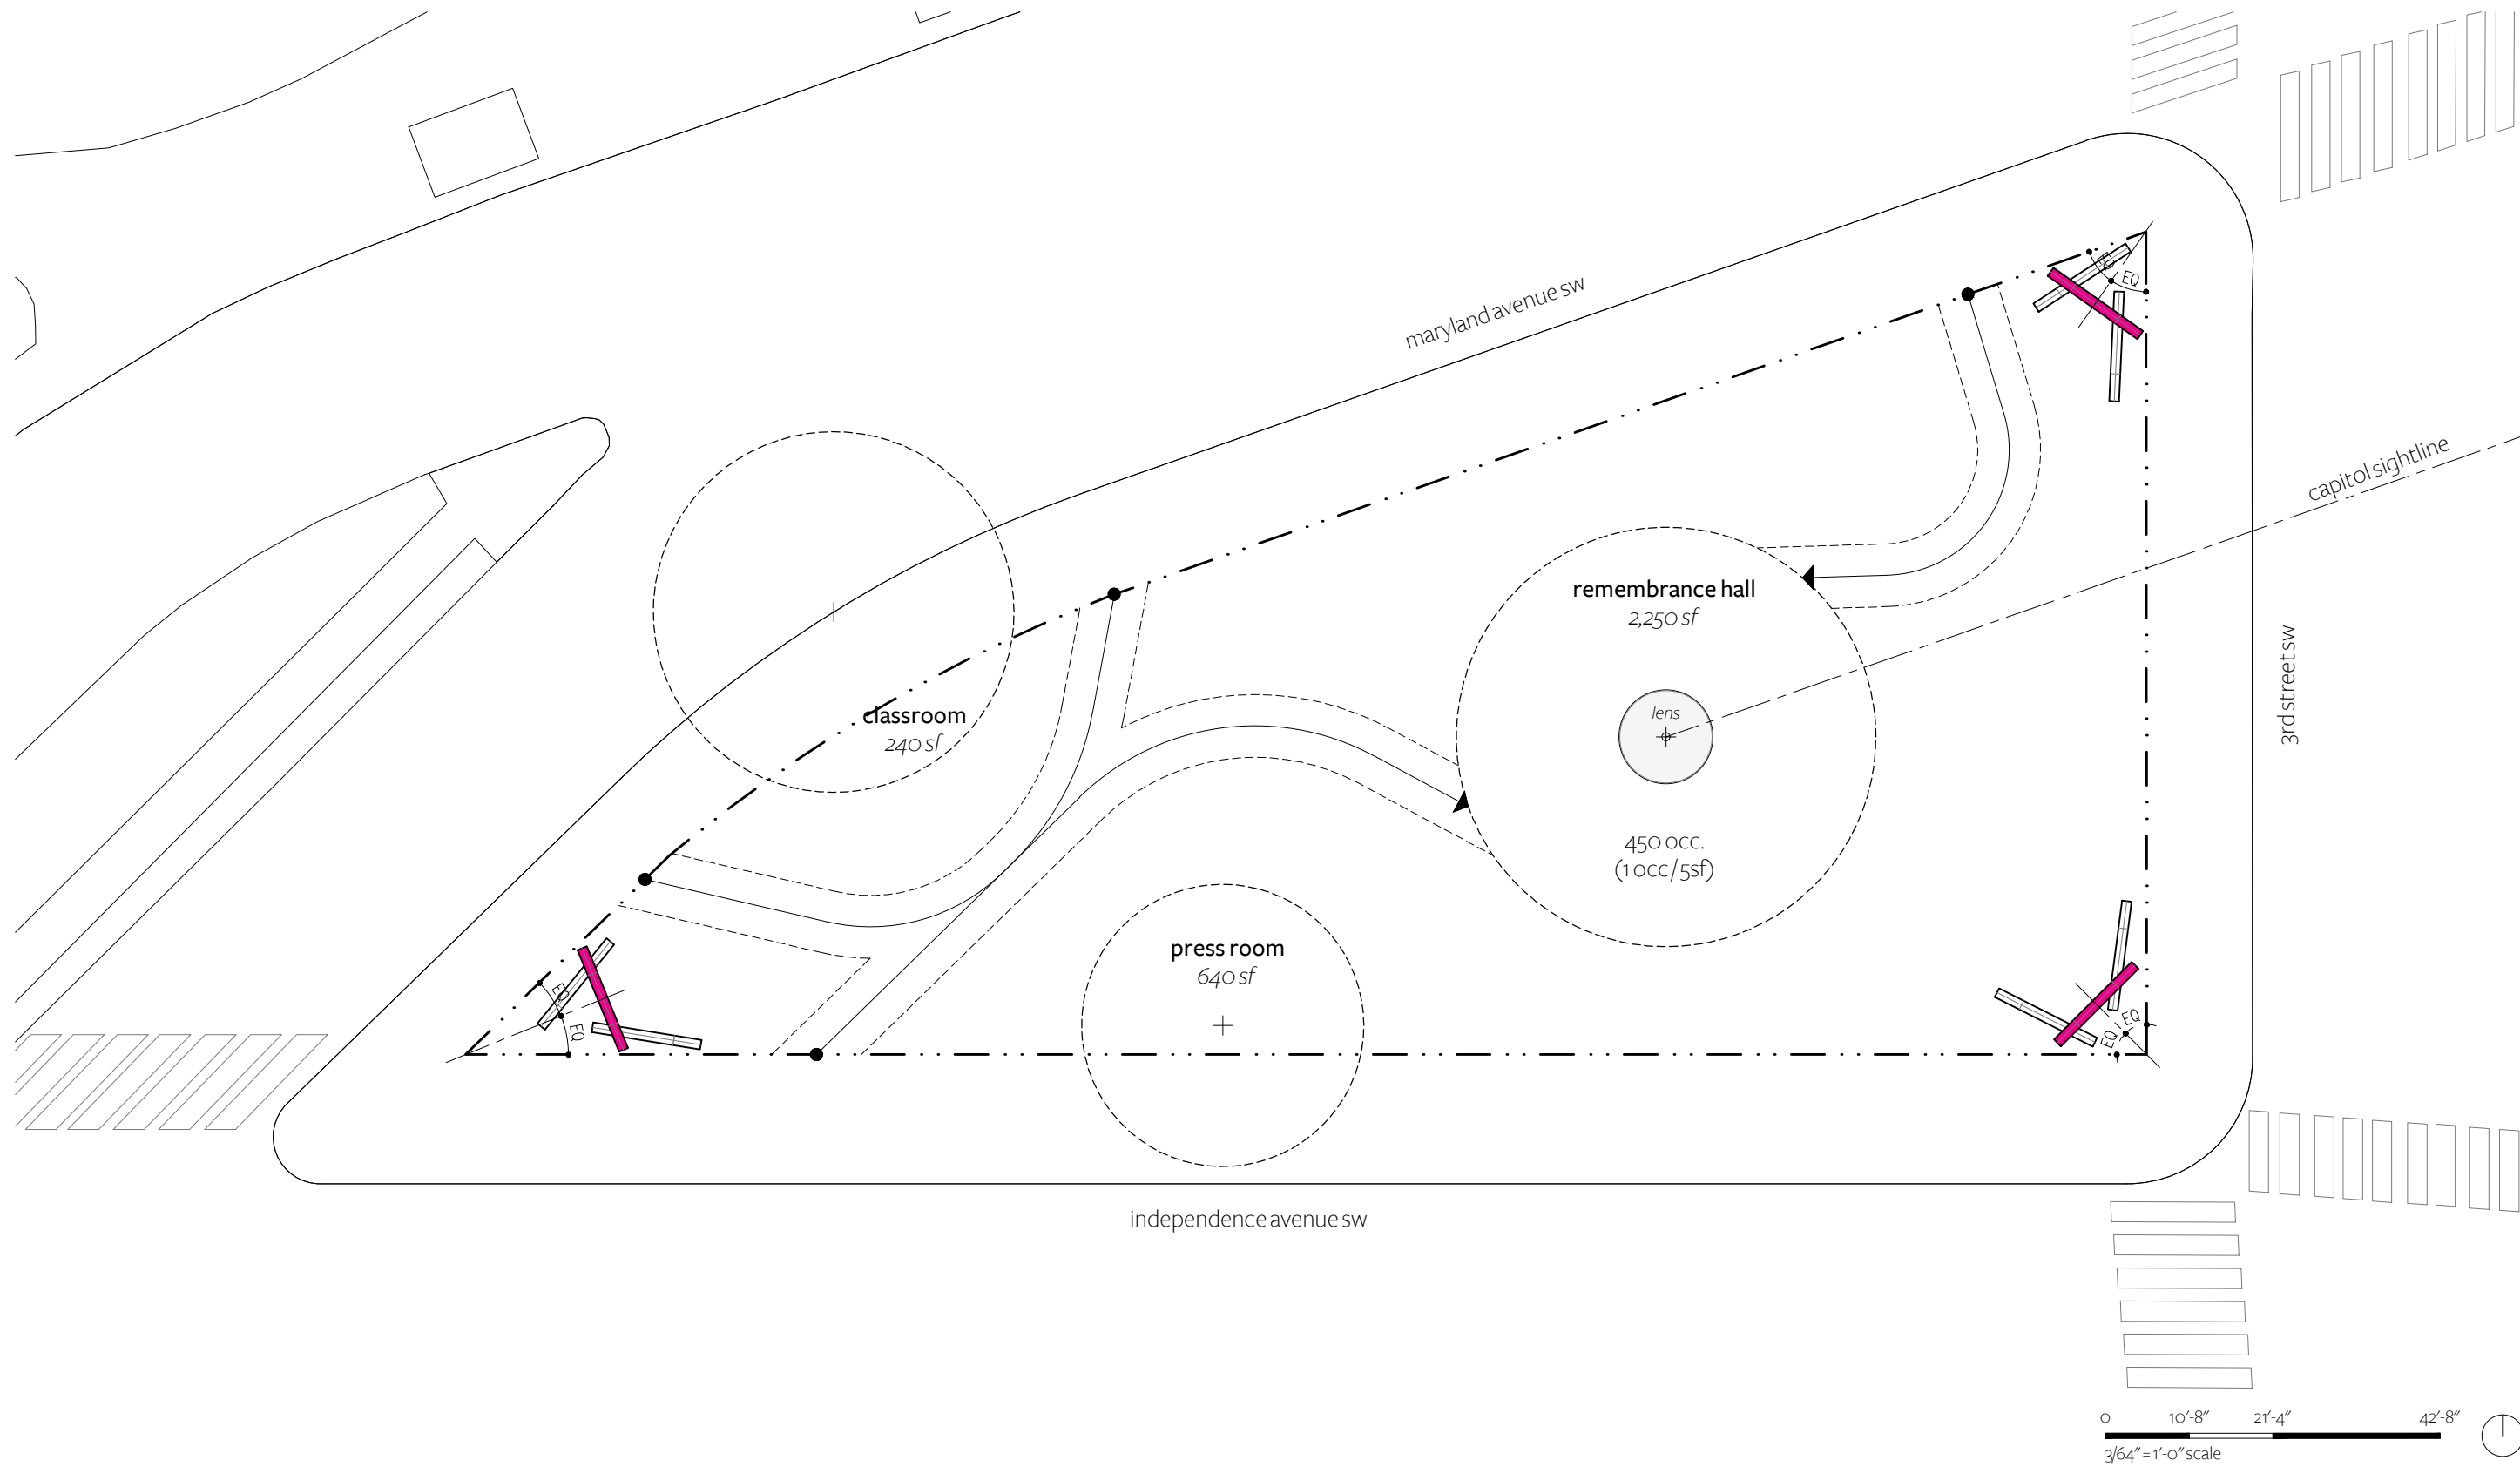 maryland avenue sw
EQ
EQ
capitol sightline
remembrance hall
2,250 sf
lens
450 occ.
(1 occ/5sf)
classroom
240 sf
3rd street sw
press room
640 sf
EQ
EQ
EQ
EQ
independence avenue sw
0 10'-8" 21'-4" 42'-8"
3/64" = 1'-0" scale